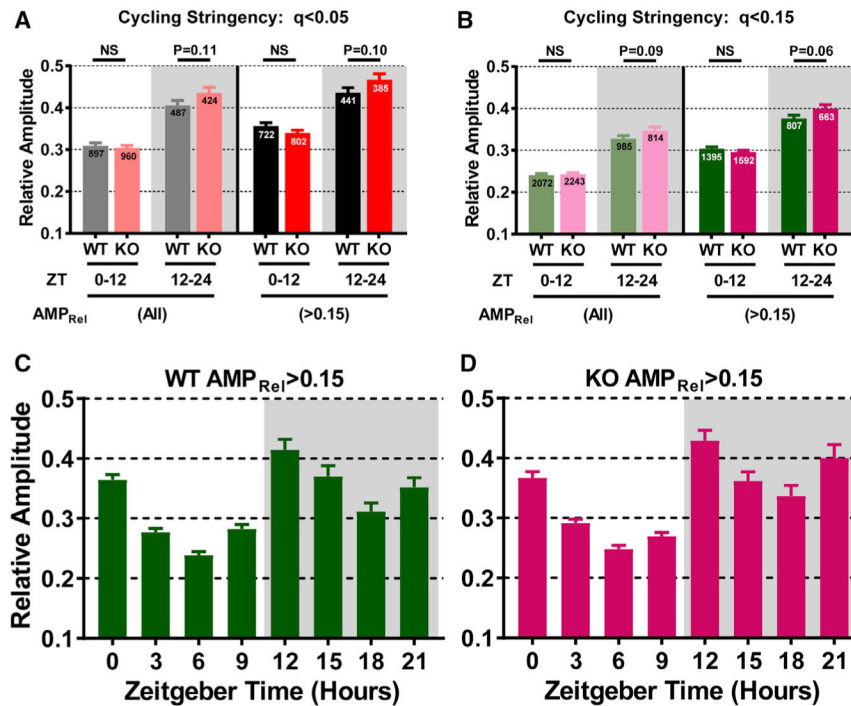 A
Cycling Stringency: q<0.05
NS P=0.11 NS P=0.10
Relative Amplitude
0.5
0.4
0.3
0.2
0.1
897 960 487 424 722 802 441 385
WT KO WT KO WT KO WT KO
ZT 0-12 12-24 0-12 12-24
AMPRel (All) (>0.15)
B
Cycling Stringency: q<0.15
NS P=0.09 NS P=0.06
Relative Amplitude
0.5
0.4
0.3
0.2
0.1
2072 2243 985 814 1395 1592 807 663
WT KO WT KO WT KO WT KO
ZT 0-12 12-24 0-12 12-24
AMPRel (All) (>0.15)
C
WT AMPRel>0.15
Relative Amplitude
0.5
0.4
0.3
0.2
0.1
0 3 6 9 12 15 18 21
Zeitgeber Time (Hours)
D
KO AMPRel>0.15
0.5
0.4
0.3
0.2
0.1
0 3 6 9 12 15 18 21
Zeitgeber Time (Hours)